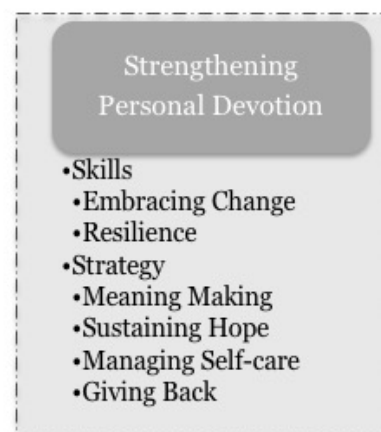 Strengthening
Personal Devotion
•Skills
•Embracing Change
•Resilience
•Strategy
•Meaning Making
•Sustaining Hope
•Managing Self-care
•Giving Back